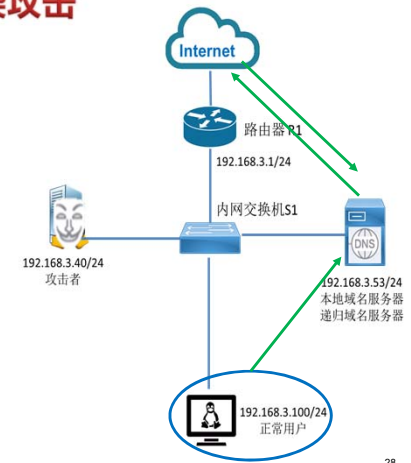 攻击
Internet
路由器R1
192.168.3.1/24
内网交换机S1
DNS
192.168.3.40/24
攻击者
192.168.3.53/24
本地域名服务器
递归域名服务器
192.168.3.100/24
正常用户
28